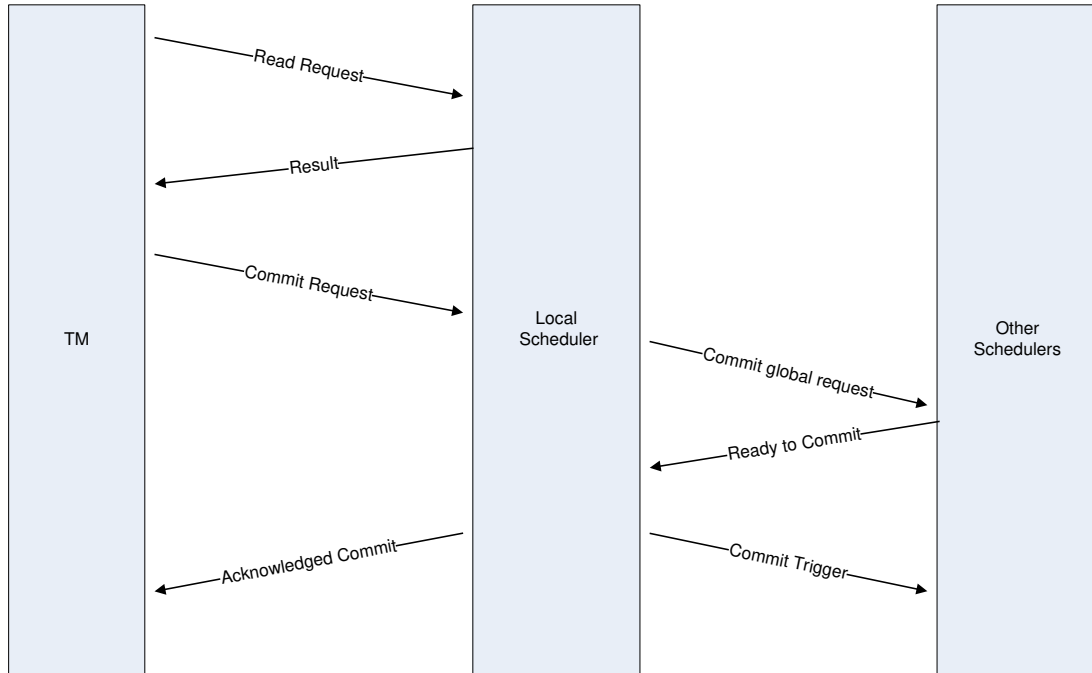 Read Request
Result
Commit Request
TM
Local
Scheduler
Other
Schedulers
Commit global request
Ready to Commit
Acknowledged Commit
Commit Trigger